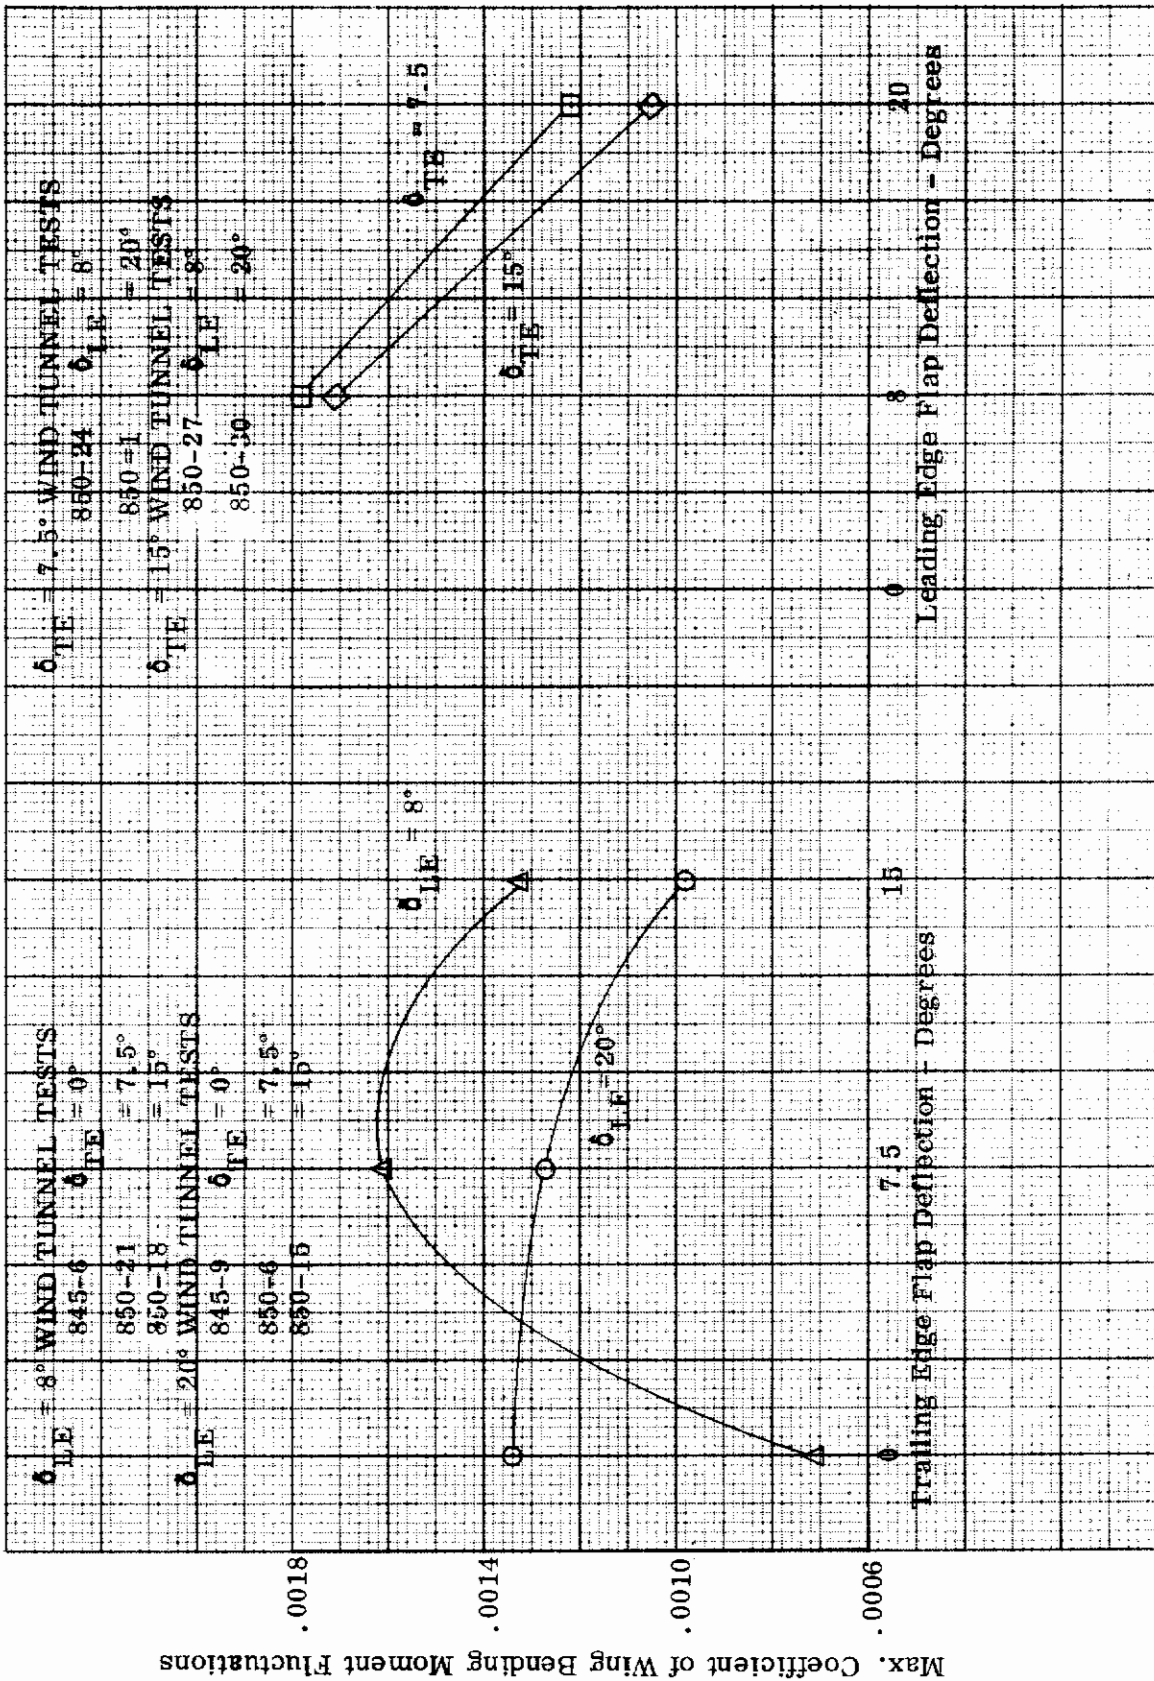 δLE = 8° WIND TUNNEL TESTS
845-6 δTE = 0°
850-21 = 7.5°
850-18 = 15°
δLE = 20° WIND TUNNEL TESTS
845-9 δTE = 0°
850-6 = 7.5°
850-15 = 15°
δTE = 7.5° WIND TUNNEL TESTS
850-24 δLE = 8°
850-1 = 20°
δTE = 15° WIND TUNNEL TESTS
850-27 δLE = 8°
850-30 = 20°
δLE = 8°
δLE = 20°
δTE = 7.5
δTE = 15°
.0018
.0014
.0010
.0006
Max. Coefficient of Wing Bending Moment Fluctuations
0
7.5
15
Trailing Edge Flap Deflection - Degrees
0
8
20
Leading Edge Flap Deflection - Degrees